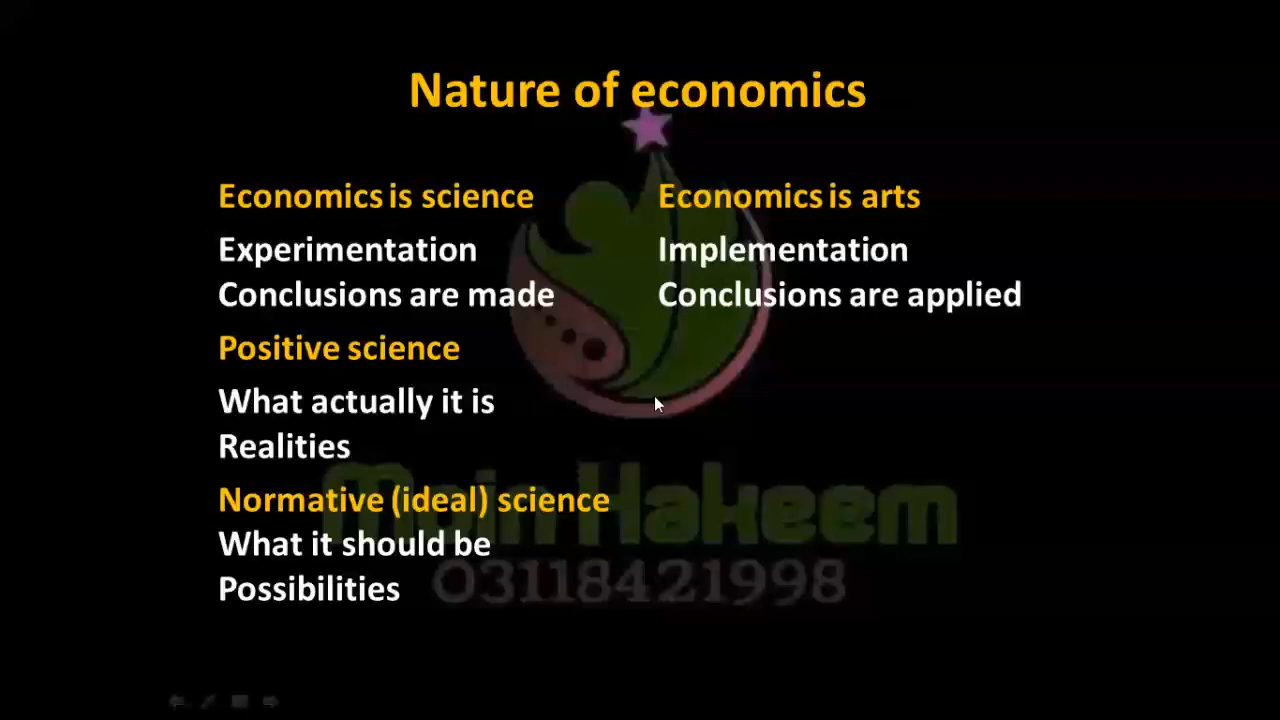 Nature of economics
Economics is science
Experimentation
Conclusions are made
Positive science
What actually it is
Realities
Normative (ideal) science
What it should be
Possibilities
Economics is arts
Implementation
Conclusions are applied
Moin Hakeem
03118421998